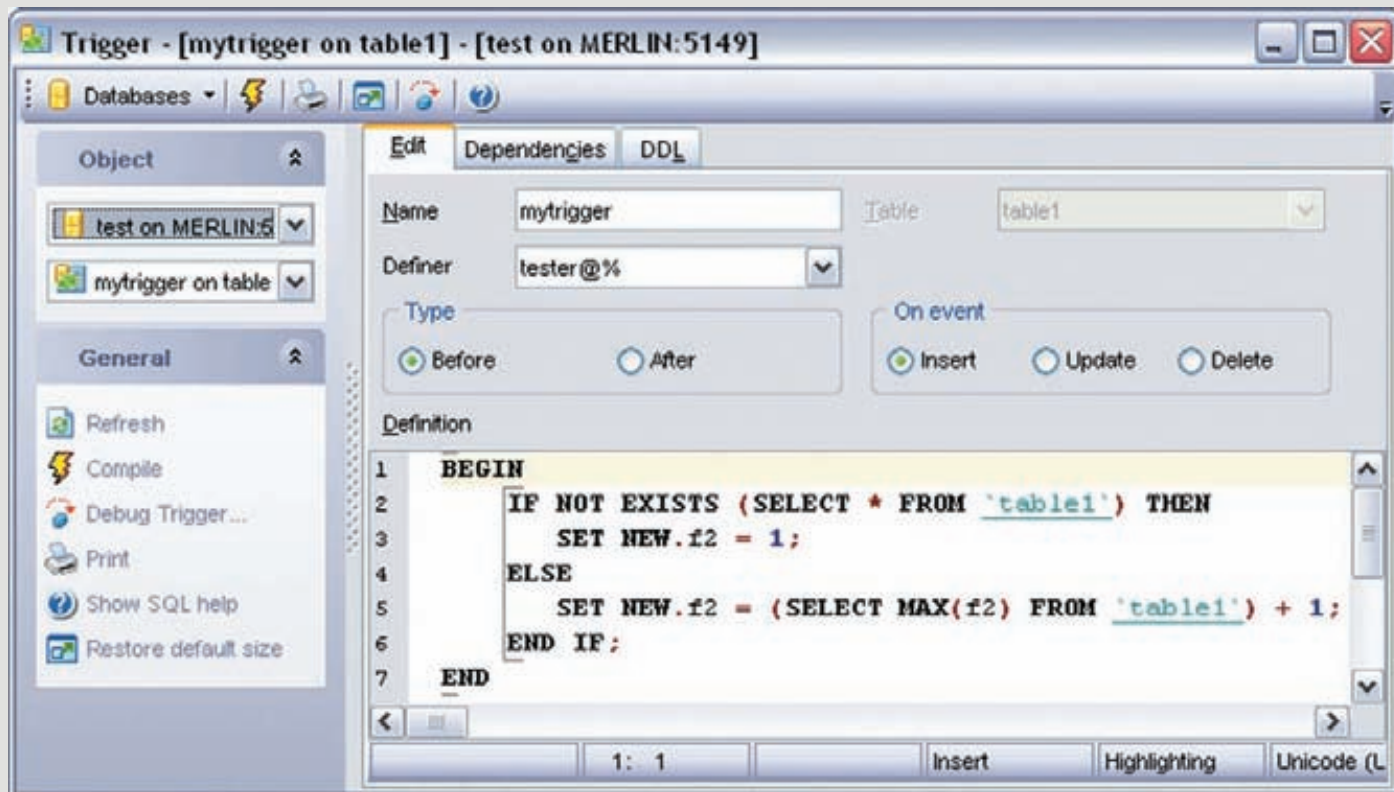 Trigger - [mytrigger on table1] - [test on MERLIN:5149]
Databases
Object
test on MERLIN:5
mytrigger on table
General
Refresh
Compile
Debug Trigger...
Print
Show SQL help
Restore default size
Edit Dependencies DDL
Name mytrigger Table table1
Definer tester@%
Type On event
Before After Insert Update Delete
Definition
1 BEGIN
2 IF NOT EXISTS (SELECT * FROM `table1`) THEN
3 SET NEW.f2 = 1;
4 ELSE
5 SET NEW.f2 = (SELECT MAX(f2) FROM `table1`) + 1;
6 END IF;
7 END
1: 1 Insert Highlighting Unicode (L